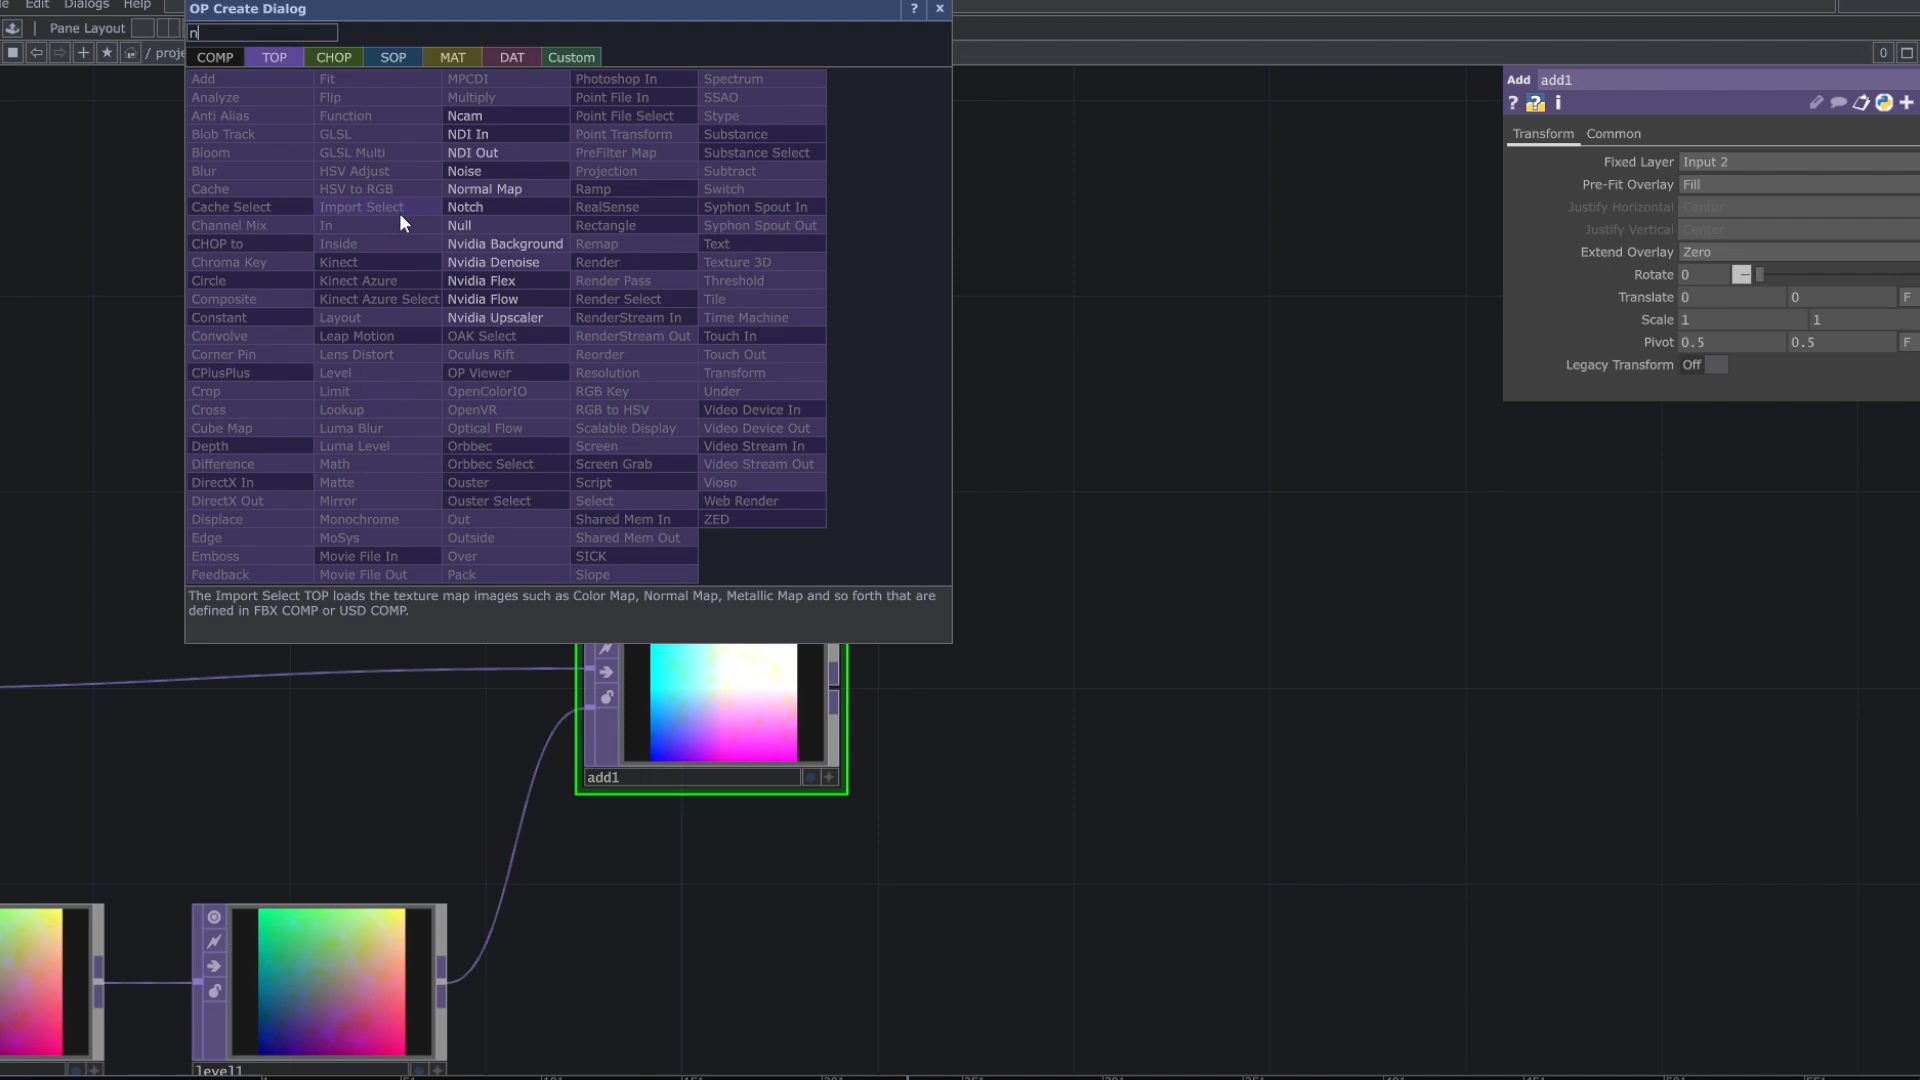 Edit Dialogs Help
OP Create Dialog ? x
Pane Layout
n
/ proje
COMP TOP CHOP SOP MAT DAT Custom
0
Add Fit MPCDI Photoshop In Spectrum
Analyze Flip Multiply Point File In SSAO
Anti Alias Function Ncam Point File Select Stype
Blob Track GLSL NDI In Point Transform Substance
Bloom GLSL Multi NDI Out PreFilter Map Substance Select
Blur HSV Adjust Noise Projection Subtract
Cache HSV to RGB Normal Map Ramp Switch
Cache Select Import Select Notch RealSense Syphon Spout In
Channel Mix In Null Rectangle Syphon Spout Out
CHOP to Inside Nvidia Background Remap Text
Chroma Key Kinect Nvidia Denoise Render Texture 3D
Circle Kinect Azure Nvidia Flex Render Pass Threshold
Composite Kinect Azure Select Nvidia Flow Render Select Tile
Constant Layout Nvidia Upscaler RenderStream In Time Machine
Convolve Leap Motion OAK Select RenderStream Out Touch In
Corner Pin Lens Distort Oculus Rift Reorder Touch Out
CPlusPlus Level OP Viewer Resolution Transform
Crop Limit OpenColorIO RGB Key Under
Cross Lookup OpenVR RGB to HSV Video Device In
Cube Map Luma Blur Optical Flow Scalable Display Video Device Out
Depth Luma Level Orbbec Screen Video Stream In
Difference Math Orbbec Select Screen Grab Video Stream Out
DirectX In Matte Ouster Script Vioso
DirectX Out Mirror Ouster Select Select Web Render
Displace Monochrome Out Shared Mem In ZED
Edge MoSys Outside Shared Mem Out
Emboss Movie File In Over SICK
Feedback Movie File Out Pack Slope
The Import Select TOP loads the texture map images such as Color Map, Normal Map, Metallic Map and so forth that are
defined in FBX COMP or USD COMP.
Add add1
? ? i
Transform Common
Fixed Layer Input 2
Pre-Fit Overlay Fill
Justify Horizontal Center
Justify Vertical Center
Extend Overlay Zero
Rotate 0
Translate 0 0 F
Scale 1 1
Pivot 0.5 0.5 F
Legacy Transform Off
add1
level1